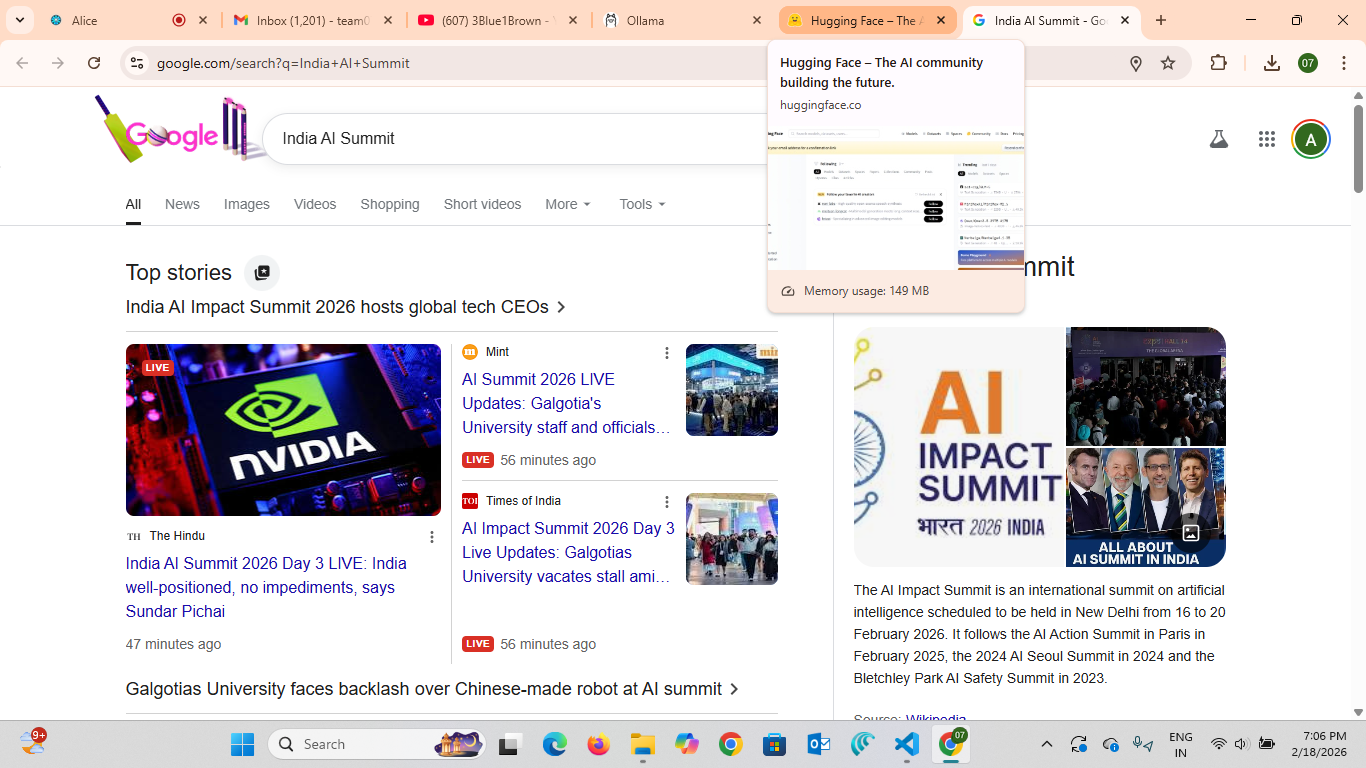 Alice
Inbox (1,201) - team0
(607) 3Blue1Brown -
Ollama
Hugging Face – The A
India AI Summit - Goo
google.com/search?q=India+AI+Summit
07
Hugging Face – The AI community
building the future.
huggingface.co
Memory usage: 149 MB
Google
India AI Summit
A
All
News
Images
Videos
Shopping
Short videos
More
Tools
Top stories
India AI Impact Summit 2026 hosts global tech CEOs
LIVE
NVIDIA
TH The Hindu
India AI Summit 2026 Day 3 LIVE: India
well-positioned, no impediments, says
Sundar Pichai
47 minutes ago
Mint
AI Summit 2026 LIVE
Updates: Galgotia's
University staff and officials…
LIVE 56 minutes ago
TOI Times of India
AI Impact Summit 2026 Day 3
Live Updates: Galgotias
University vacates stall ami…
LIVE 56 minutes ago
Galgotias University faces backlash over Chinese-made robot at AI summit
mmit
AI
IMPACT
SUMMIT
भारत 2026 INDIA
ALL ABOUT
AI SUMMIT IN INDIA
The AI Impact Summit is an international summit on artificial
intelligence scheduled to be held in New Delhi from 16 to 20
February 2026. It follows the AI Action Summit in Paris in
February 2025, the 2024 AI Seoul Summit in 2024 and the
Bletchley Park AI Safety Summit in 2023.
Source: Wikipedia
9+
Search
07
ENG
IN
7:06 PM
2/18/2026